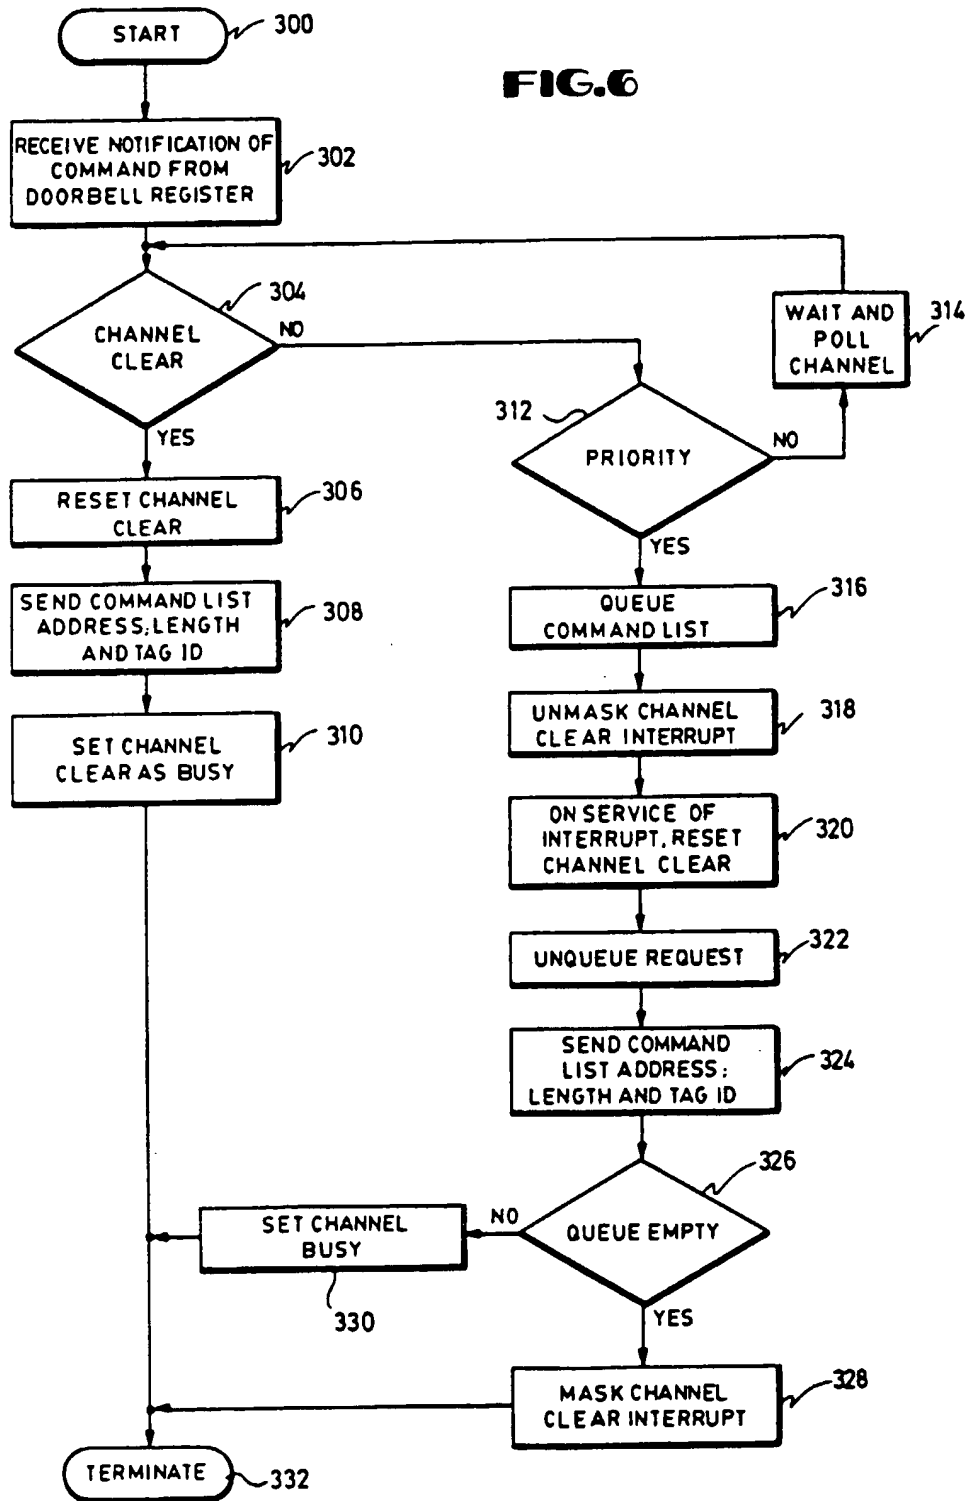 START
300
FIG.6
RECEIVE NOTIFICATION OF
COMMAND FROM
DOORBELL REGISTER
302
CHANNEL
CLEAR
304
NO
YES
WAIT AND
POLL
CHANNEL
314
312
PRIORITY
NO
YES
RESET CHANNEL
CLEAR
306
SEND COMMAND LIST
ADDRESS;LENGTH
AND TAG ID
308
SET CHANNEL
CLEAR AS BUSY
310
QUEUE
COMMAND LIST
316
UNMASK CHANNEL
CLEAR INTERRUPT
318
ON SERVICE OF
INTERRUPT, RESET
CHANNEL CLEAR
320
UNQUEUE REQUEST
322
SEND COMMAND
LIST ADDRESS;
LENGTH AND TAG ID
324
QUEUE EMPTY
326
NO
YES
SET CHANNEL
BUSY
330
MASK CHANNEL
CLEAR INTERRUPT
328
TERMINATE
332